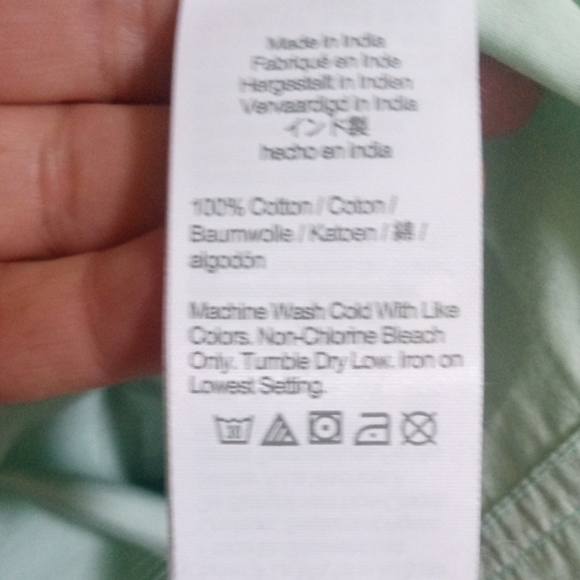 Made in India
Fabriqué en Inde
Hergestellt in Indien
Vervaardigd in India
インド製
hecho en India
100% Cotton / Coton /
Baumwolle / Katoen / 綿 /
algodón
Machine Wash Cold With Like
Colors. Non-Chlorine Bleach
Only. Tumble Dry Low. Iron on
Lowest Setting.
30